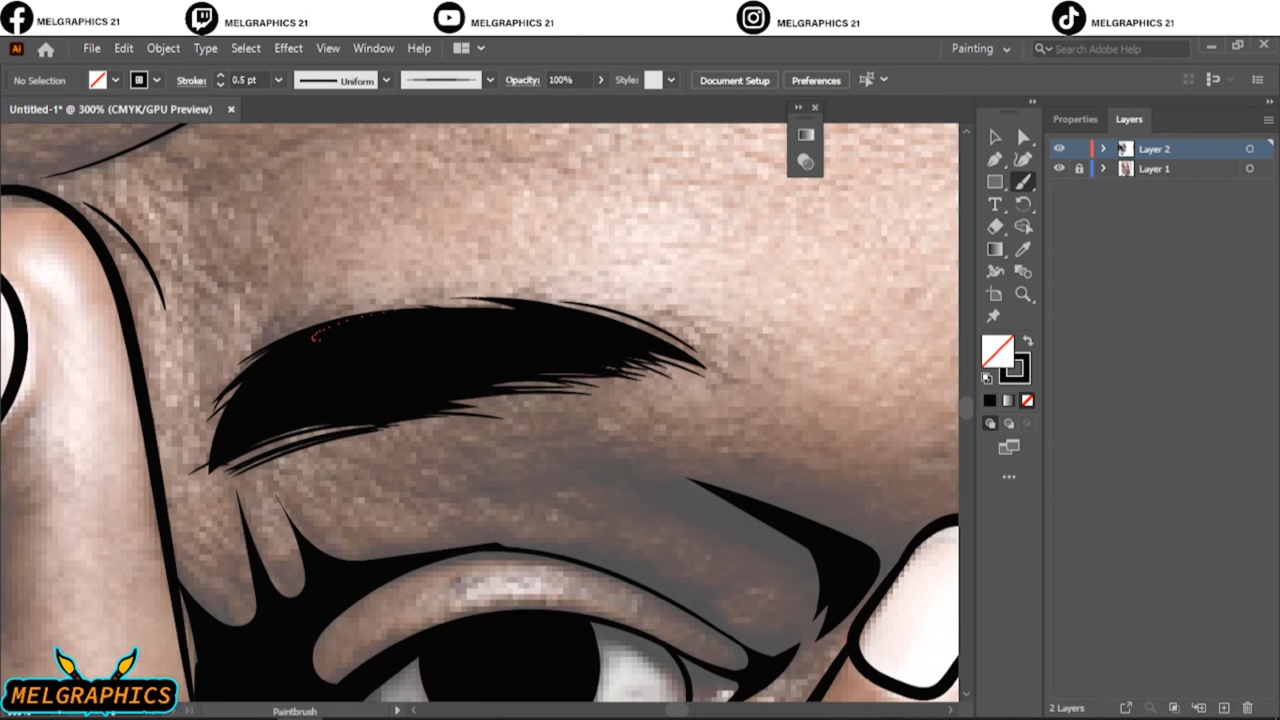 MELGRAPHICS 21
MELGRAPHICS 21
MELGRAPHICS 21
MELGRAPHICS 21
MELGRAPHICS 21
Ai File Edit Object Type Select Effect View Window Help Painting Search Adobe Help
No Selection Stroke: 0.5 pt Uniform Opacity: 100% Style: Document Setup Preferences
Untitled-1* @ 300% (CMYK/GPU Preview)
Properties Layers
Layer 2
Layer 1
MELGRAPHICS
Paintbrush
2 Layers